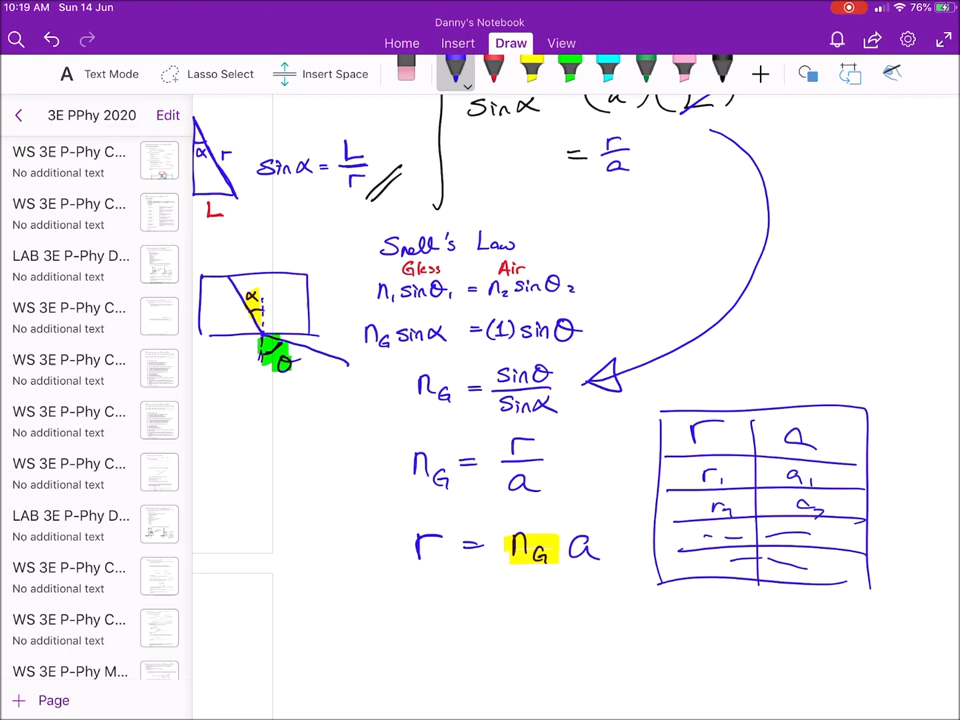 10:19 AM Sun 14 Jun
76%
Danny's Notebook
Home Insert Draw View
A Text Mode Lasso Select Insert Space
3E PPhy 2020 Edit
WS 3E P-Phy C...
No additional text
WS 3E P-Phy C...
No additional text
LAB 3E P-Phy D...
No additional text
WS 3E P-Phy C...
No additional text
WS 3E P-Phy C...
No additional text
WS 3E P-Phy C...
No additional text
WS 3E P-Phy C...
No additional text
LAB 3E P-Phy D...
No additional text
WS 3E P-Phy C...
No additional text
WS 3E P-Phy C...
No additional text
WS 3E P-Phy M...
Page
α r
L
sin α = L/r
sin α (a)
= r/a
Snell's Law
Glass Air
n₁ sin θ₁ = n₂ sin θ₂
n_G sin α = (1) sin θ
n_G = sin θ / sin α
n_G = r/a
r = n_G a
α
θ
r a
r₁ a₁
r₂ a₂